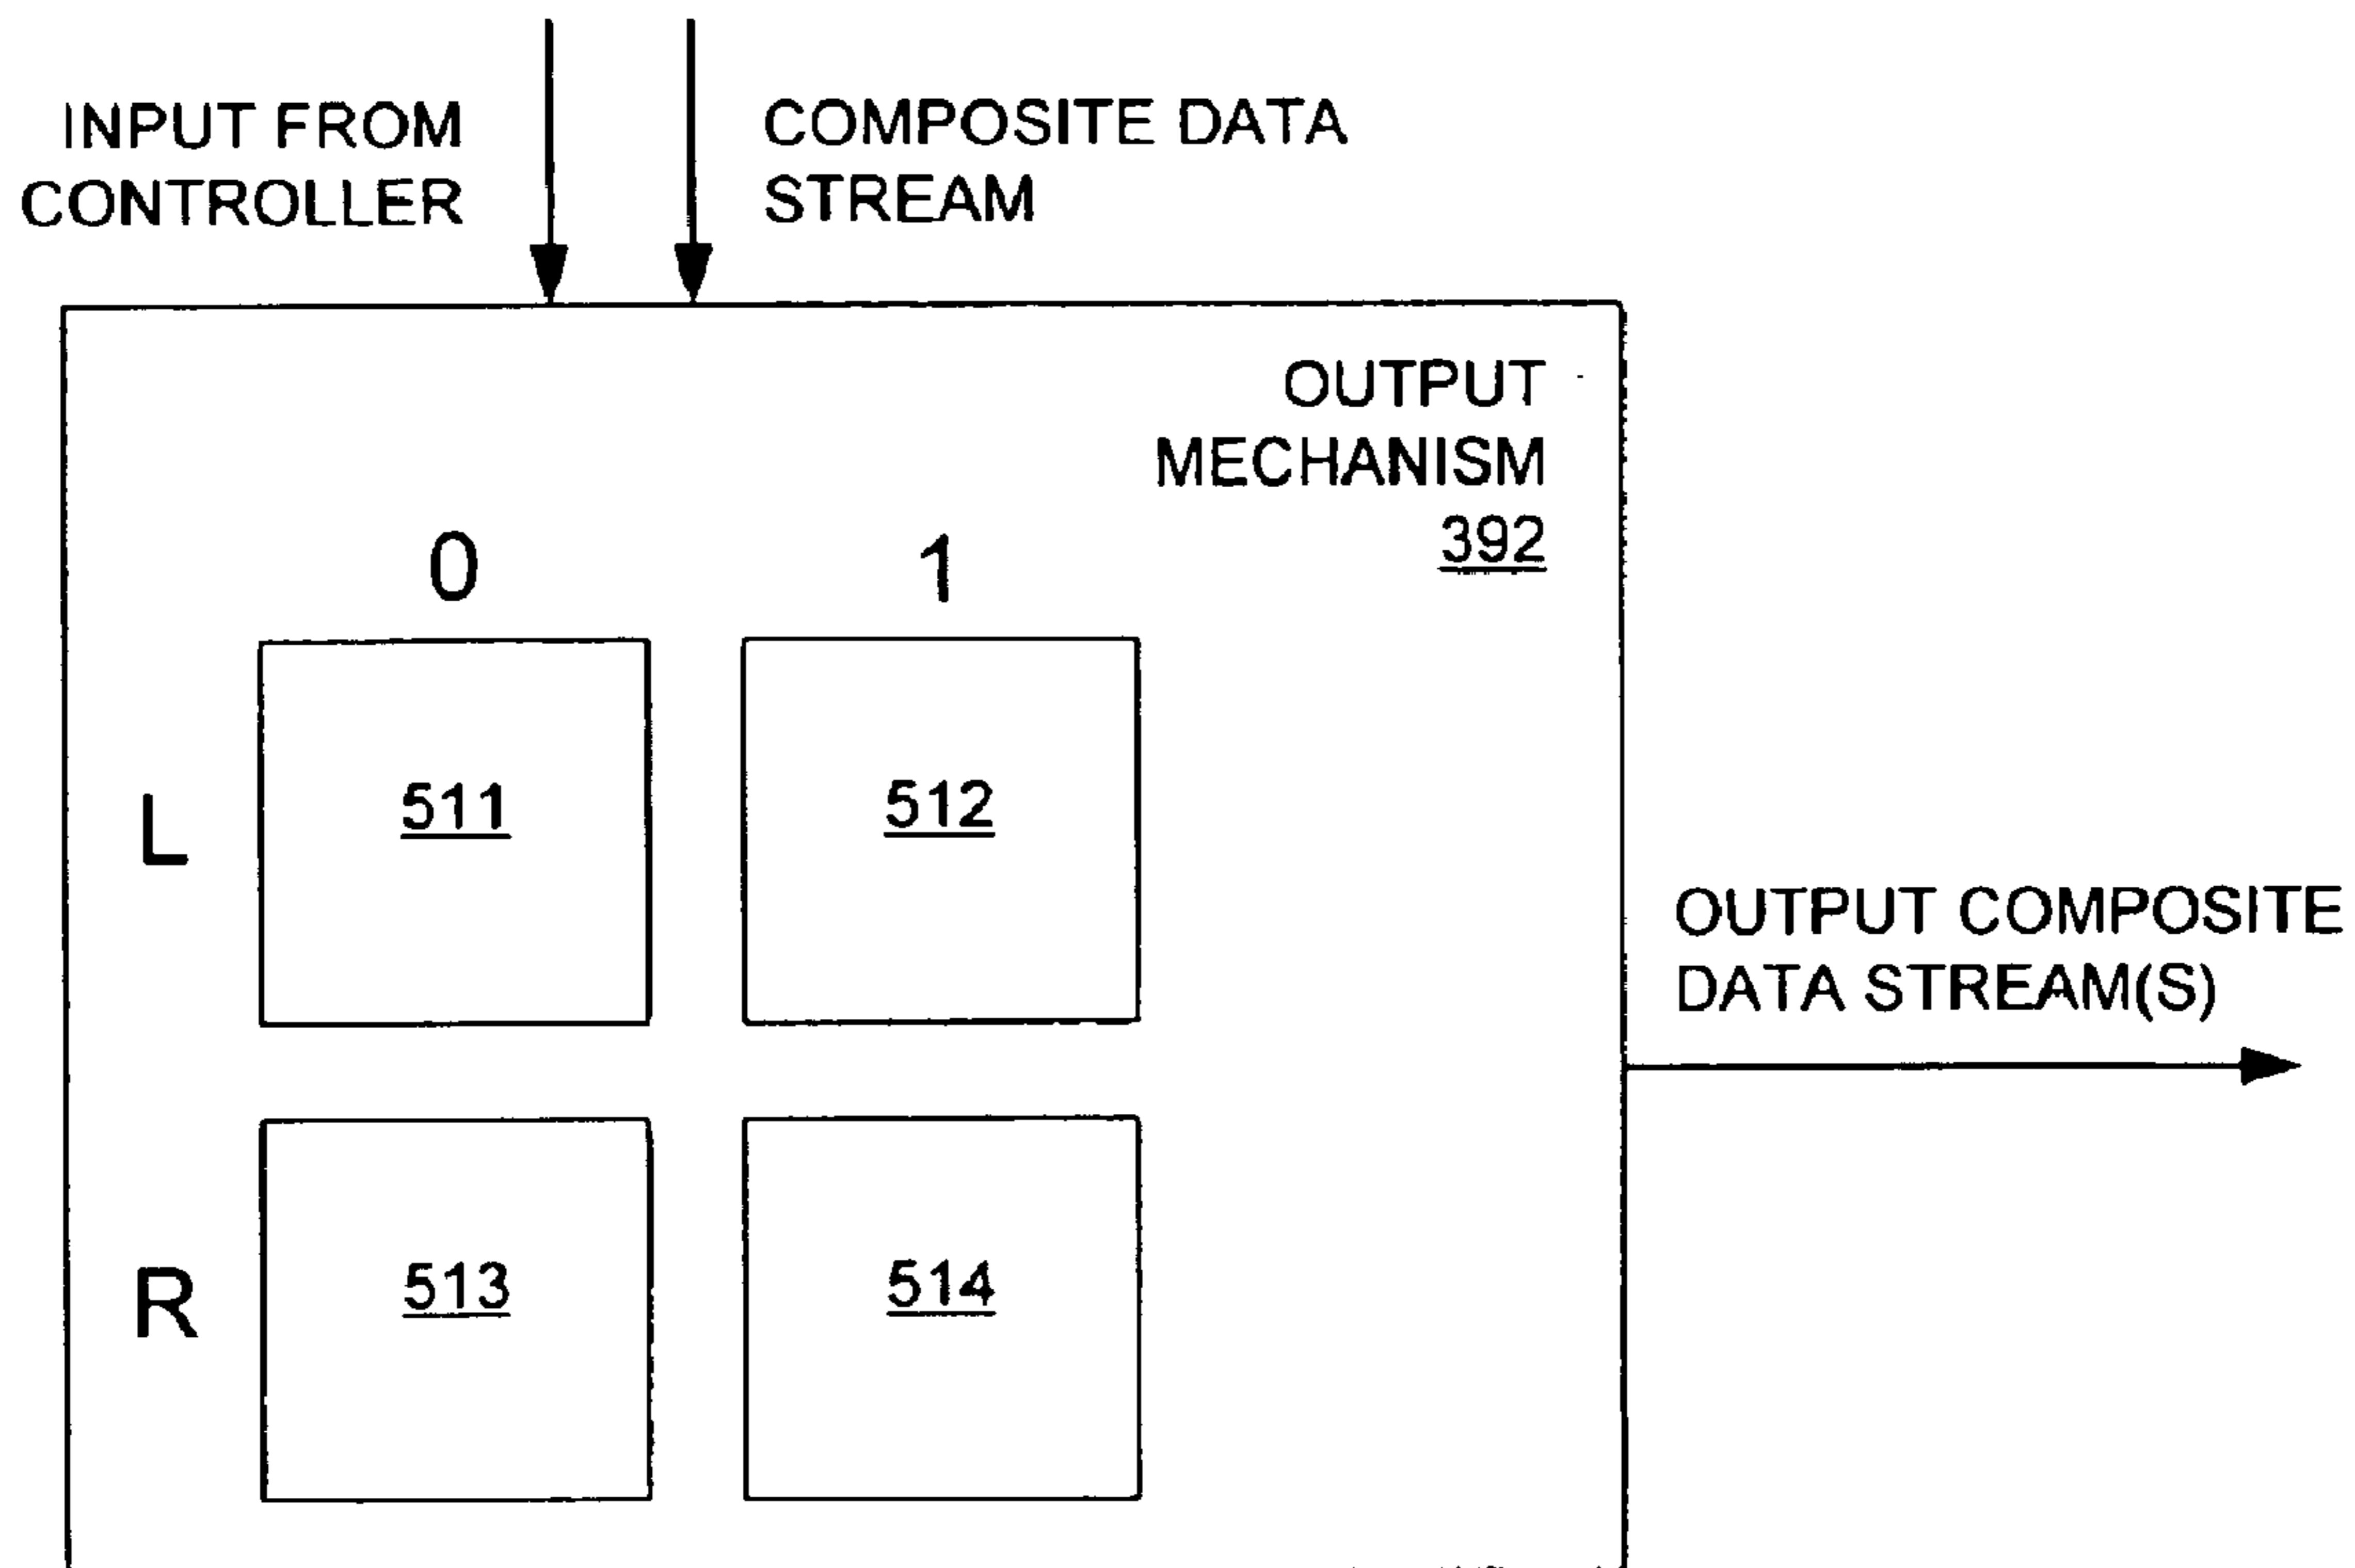 INPUT FROM
CONTROLLER
COMPOSITE DATA
STREAM
OUTPUT
MECHANISM
392
0 1
L 511 512
OUTPUT COMPOSITE
DATA STREAM(S)
R 513 514